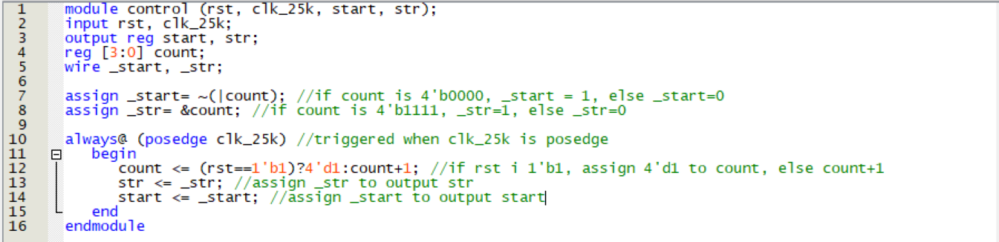 1 module control (rst, clk_25k, start, str);
2 input rst, clk_25k;
3 output reg start, str;
4 reg [3:0] count;
5 wire _start, _str;
6
7 assign _start= ~(|count); //if count is 4'b0000, _start = 1, else _start=0
8 assign _str= &count; //if count is 4'b1111, _str=1, else _str=0
9
10 always@ (posedge clk_25k) //triggered when clk_25k is posedge
11 begin
12 count <= (rst==1'b1)?4'd1:count+1; //if rst i 1'b1, assign 4'd1 to count, else count+1
13 str <= _str; //assign _str to output str
14 start <= _start; //assign _start to output start
15 end
16 endmodule